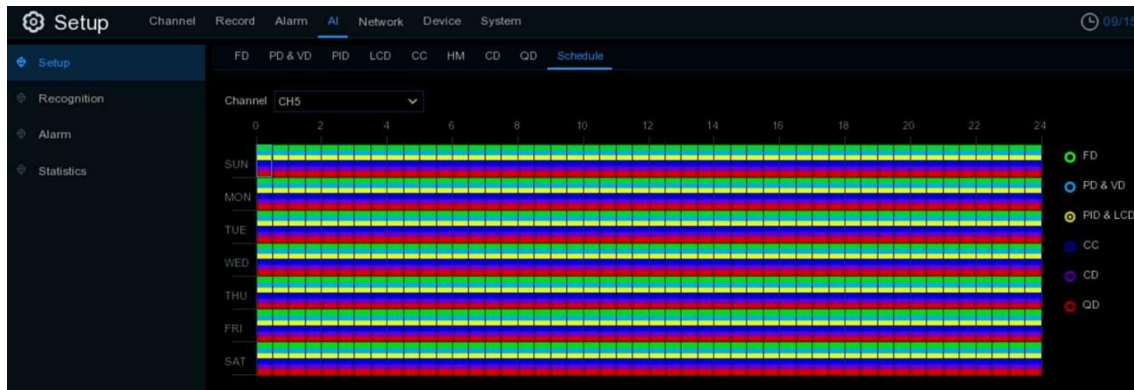 Setup Channel Record Alarm AI Network Device System 09/15
Setup FD PD & VD PID LCD CC HM CD QD Schedule
Recognition
Channel CH5
Alarm
0 2 4 6 8 10 12 14 16 18 20 22 24
Statistics
SUN FD
MON PD & VD
TUE PID & LCD
WED CC
THU CD
FRI QD
SAT